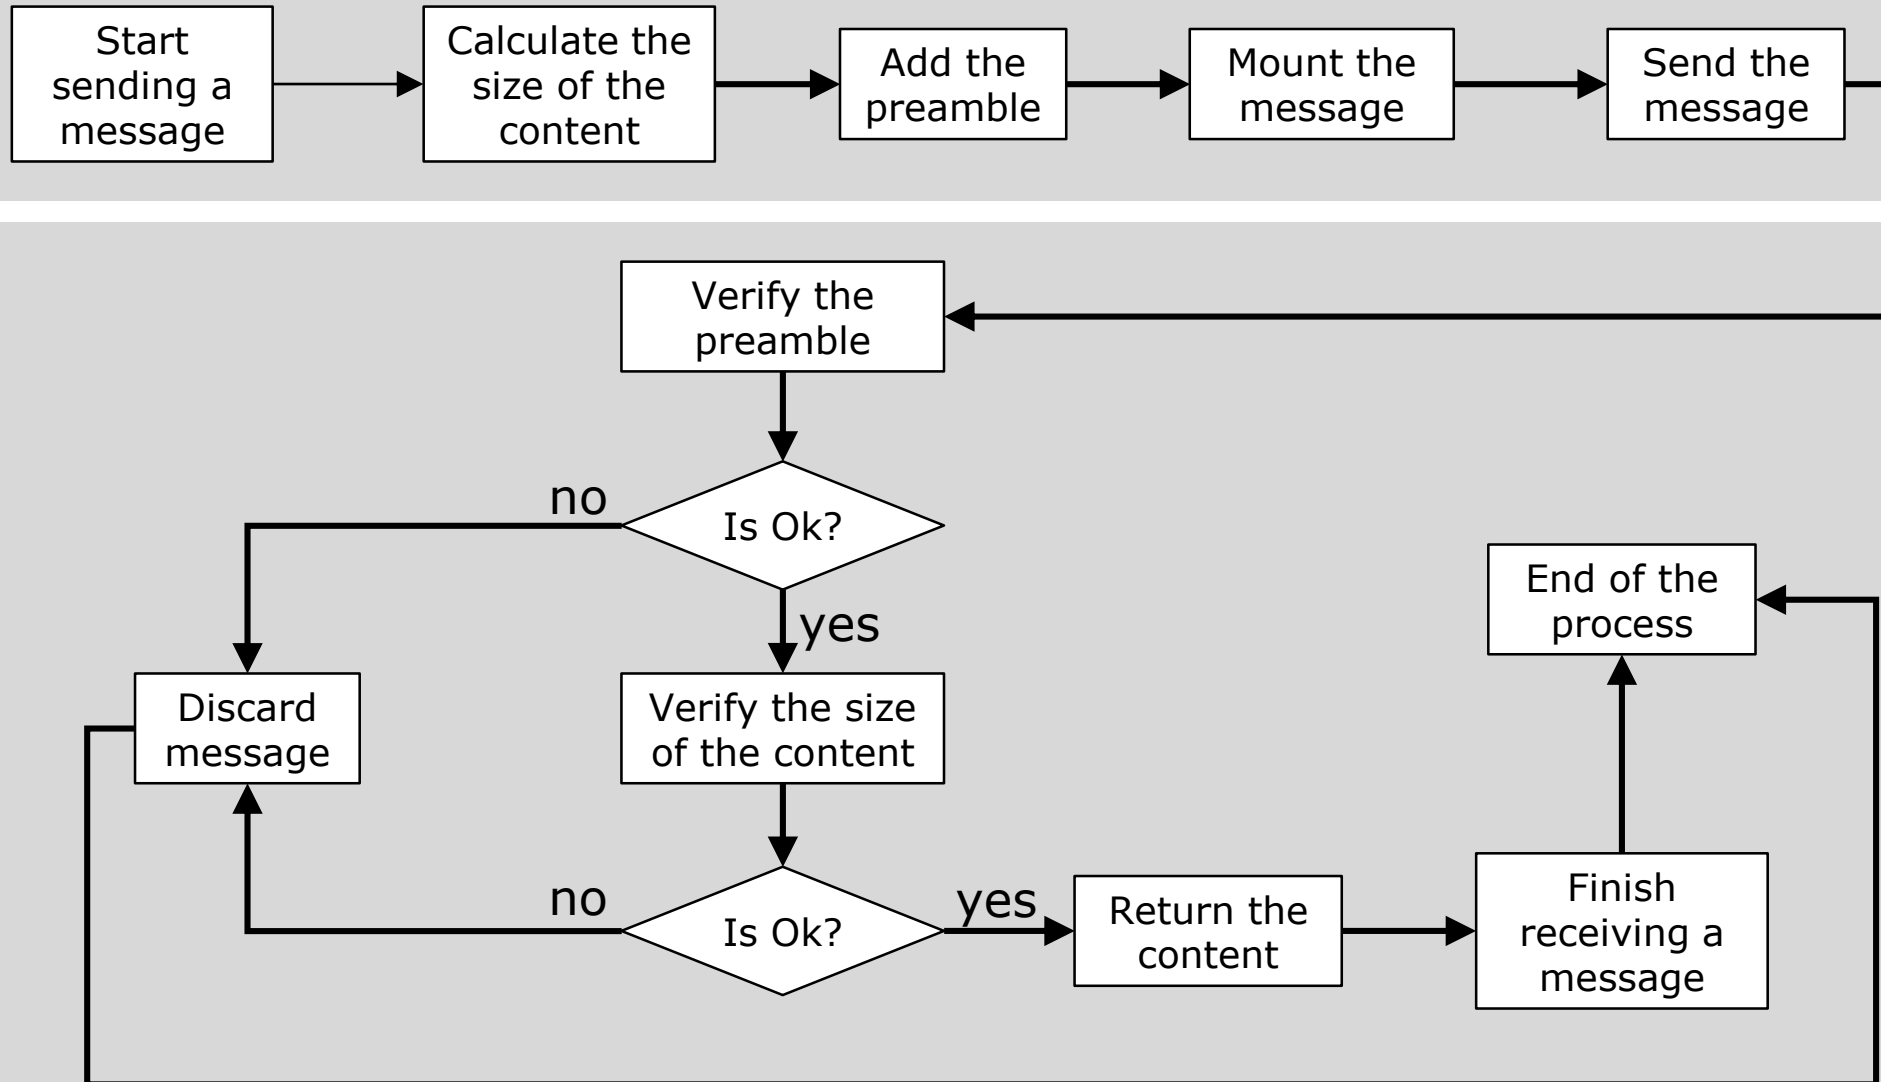 Start
sending a
message
Calculate the
size of the
content
Add the
preamble
Mount the
message
Send the
message
Verify the
preamble
no
Is Ok?
yes
End of the
process
Discard
message
Verify the size
of the content
no
Is Ok?
yes
Return the
content
Finish
receiving a
message